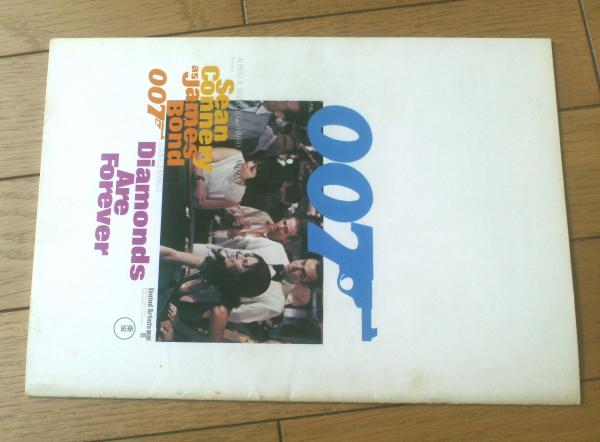 007
Sean
Connery
as James
Bond
007
Diamonds
Are
Forever
United Artists